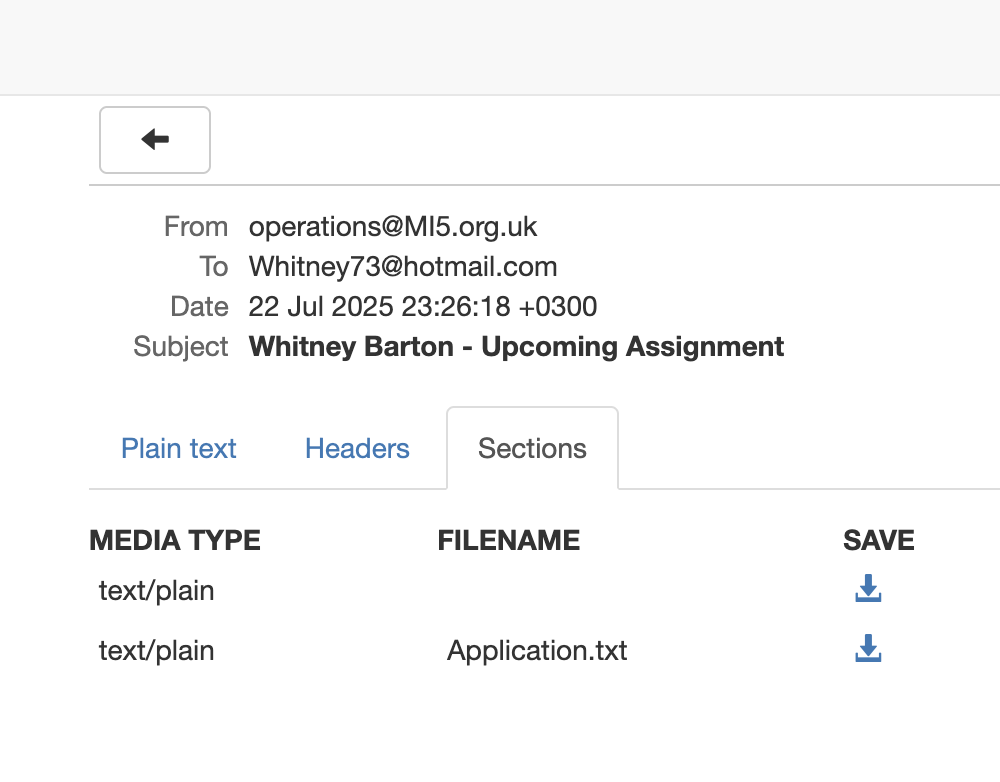 From operations@MI5.org.uk
To Whitney73@hotmail.com
Date 22 Jul 2025 23:26:18 +0300
Subject Whitney Barton - Upcoming Assignment
Plain text Headers Sections
MEDIA TYPE FILENAME SAVE
text/plain
text/plain Application.txt